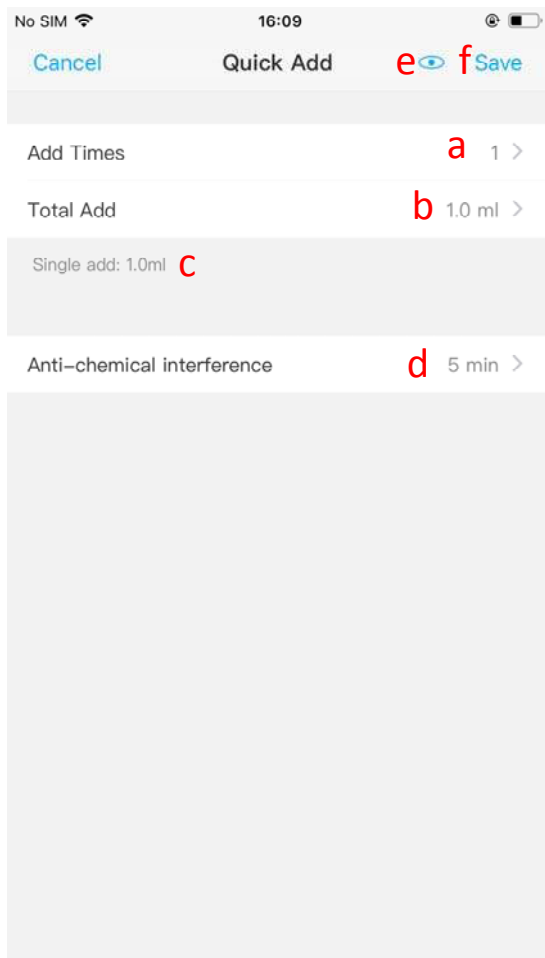 No SIM 16:09
Cancel Quick Add e f Save
Add Times a 1
Total Add b 1.0 ml
Single add: 1.0ml c
Anti-chemical interference d 5 min